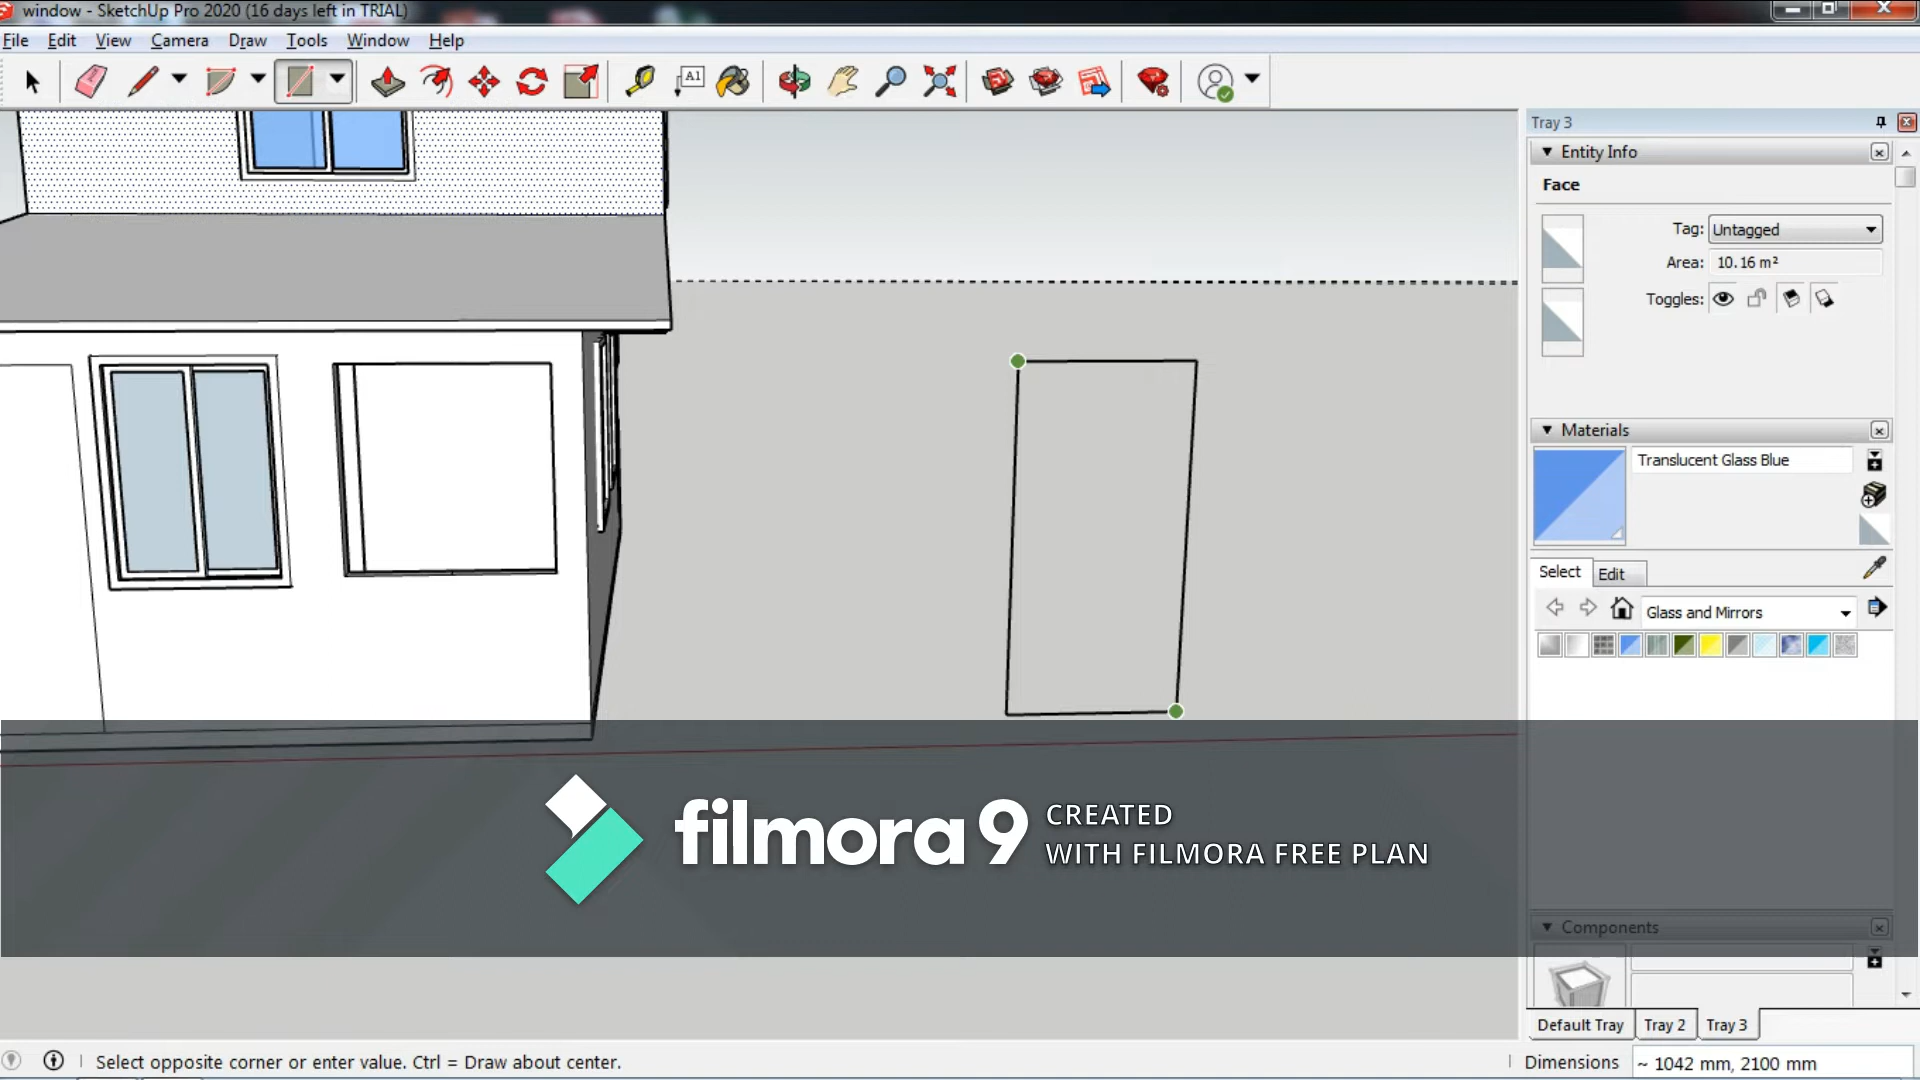 window - SketchUp Pro 2020 (16 days left in TRIAL)
File Edit View Camera Draw Tools Window Help
A1
Tray 3
Entity Info
Face
Tag: Untagged
Area: 10.16 m²
Toggles:
Materials
Translucent Glass Blue
Select Edit
Glass and Mirrors
filmora 9
CREATED
WITH FILMORA FREE PLAN
Components
Default Tray Tray 2 Tray 3
Select opposite corner or enter value. Ctrl = Draw about center.
Dimensions ~ 1042 mm, 2100 mm